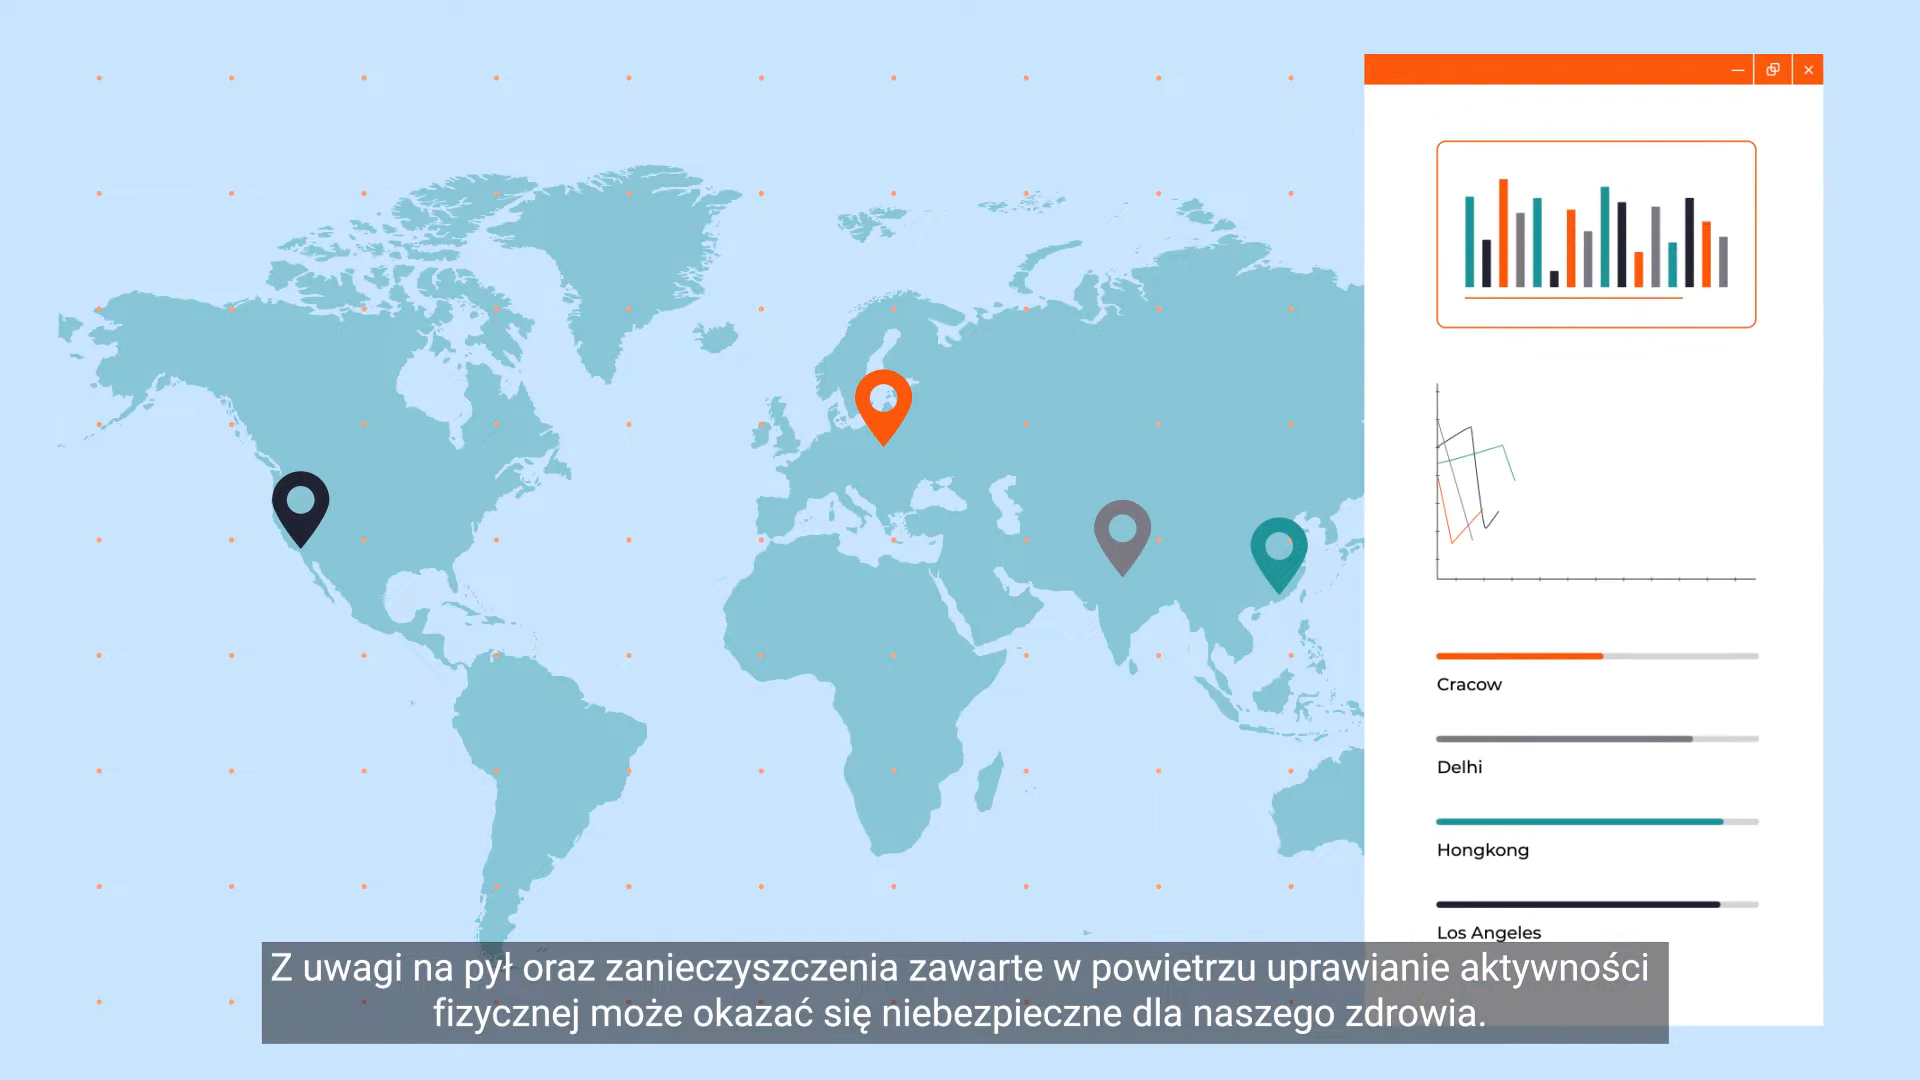 Cracow
Delhi
Hongkong
Los Angeles
Z uwagi na pył oraz zanieczyszczenia zawarte w powietrzu uprawianie aktywności
fizycznej może okazać się niebezpieczne dla naszego zdrowia.